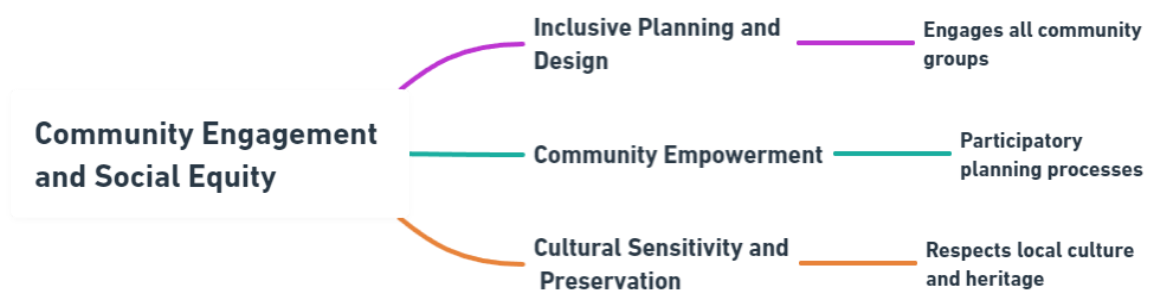 Community Engagement
and Social Equity
Inclusive Planning and
Design
Engages all community
groups
Community Empowerment
Participatory
planning processes
Cultural Sensitivity and
Preservation
Respects local culture
and heritage